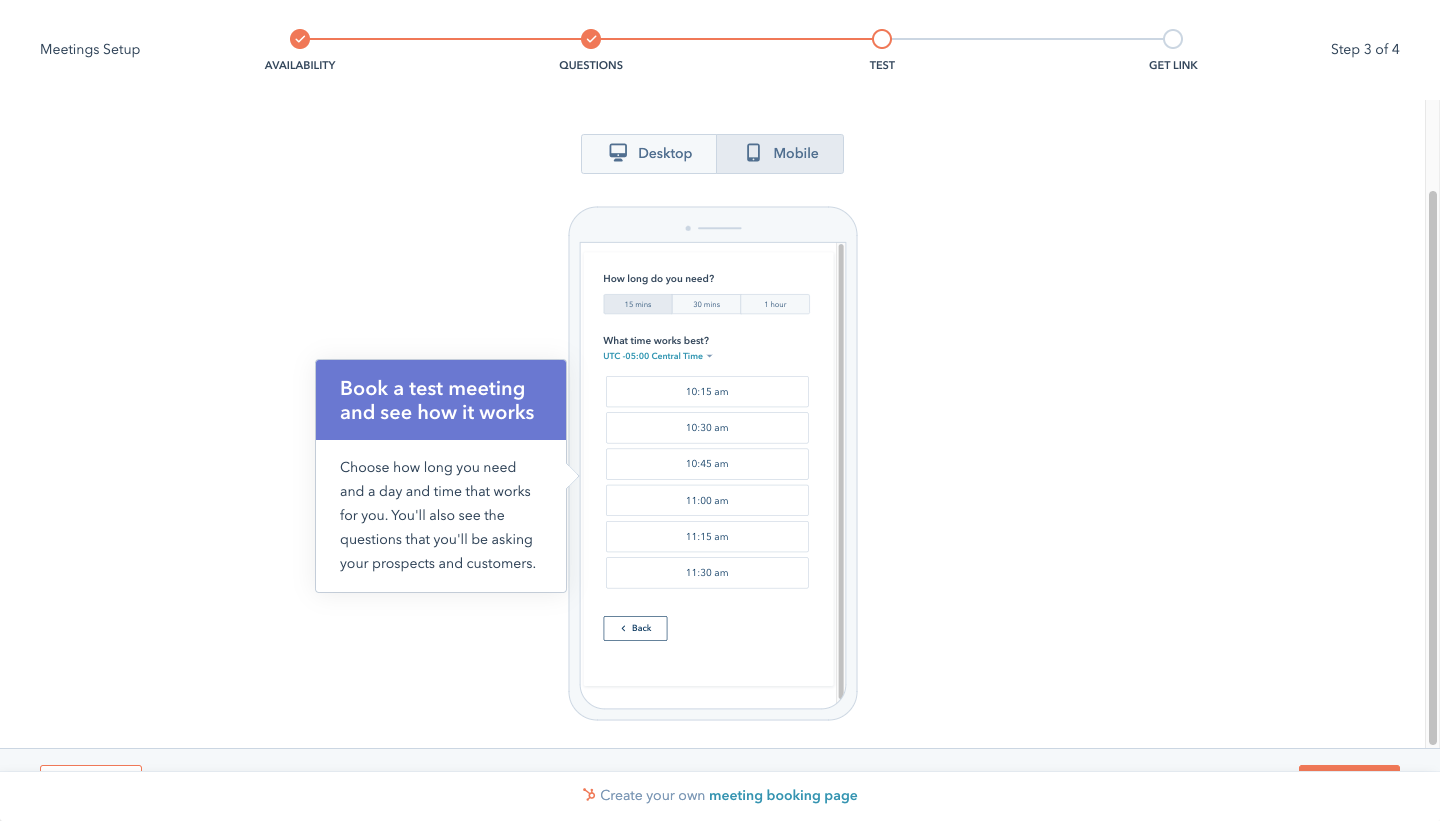 Meetings Setup
AVAILABILITY
QUESTIONS
TEST
GET LINK
Step 3 of 4
Desktop
Mobile
How long do you need?
15 mins
30 mins
1 hour
What time works best?
UTC -05:00 Central Time
10:15 am
10:30 am
10:45 am
11:00 am
11:15 am
11:30 am
Back
Book a test meeting
and see how it works
Choose how long you need
and a day and time that works
for you. You'll also see the
questions that you'll be asking
your prospects and customers.
Create your own meeting booking page